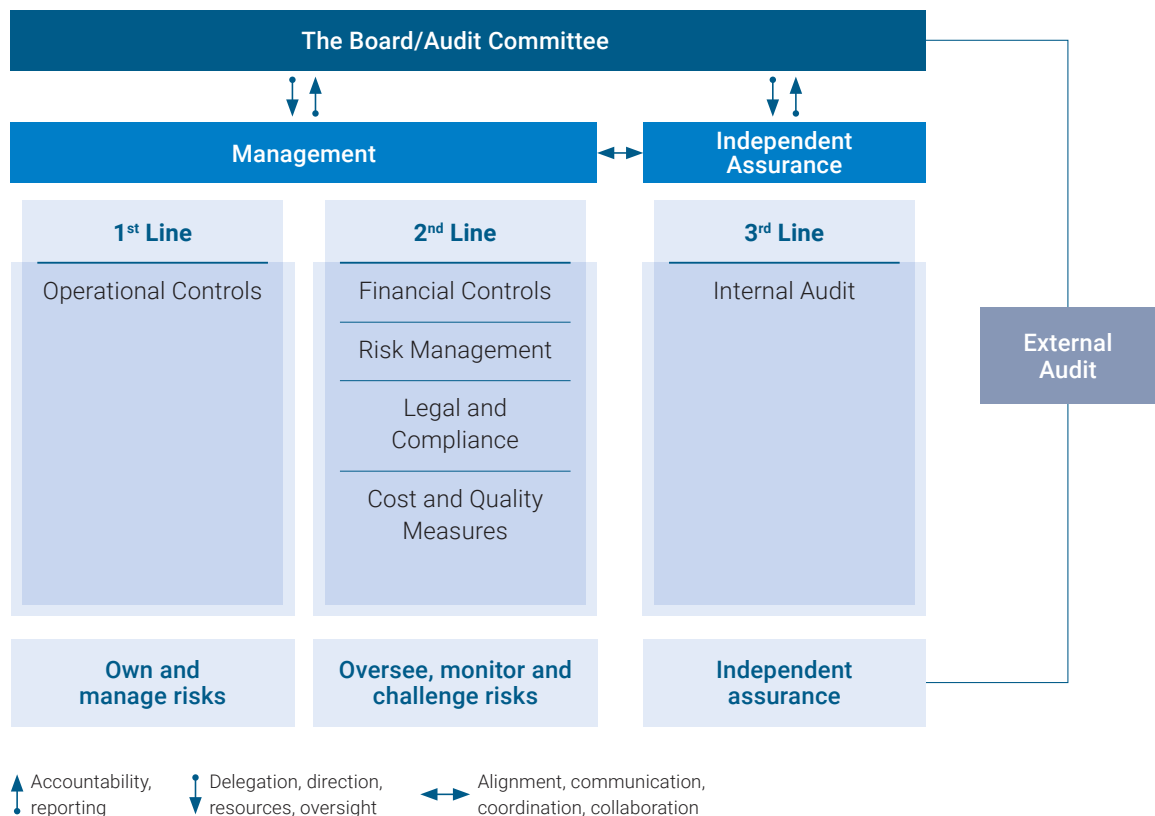 The Board/Audit Committee
Management
Independent
Assurance
1st Line
2nd Line
3rd Line
Operational Controls
Financial Controls
Risk Management
Legal and
Compliance
Cost and Quality
Measures
Internal Audit
External
Audit
Own and
manage risks
Oversee, monitor and
challenge risks
Independent
assurance
Accountability,
reporting
Delegation, direction,
resources, oversight
Alignment, communication,
coordination, collaboration